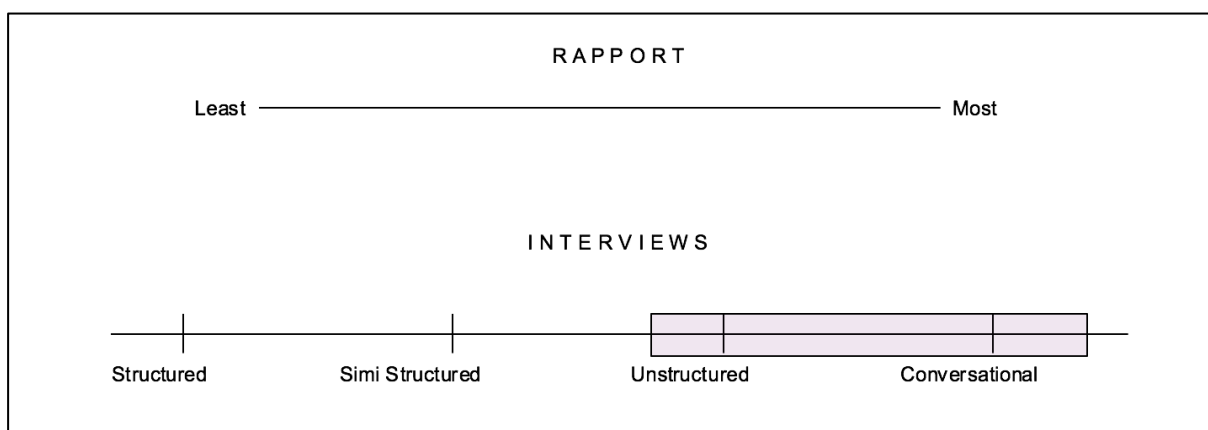 RAPPORT
Least Most
INTERVIEWS
Structured Simi Structured Unstructured Conversational